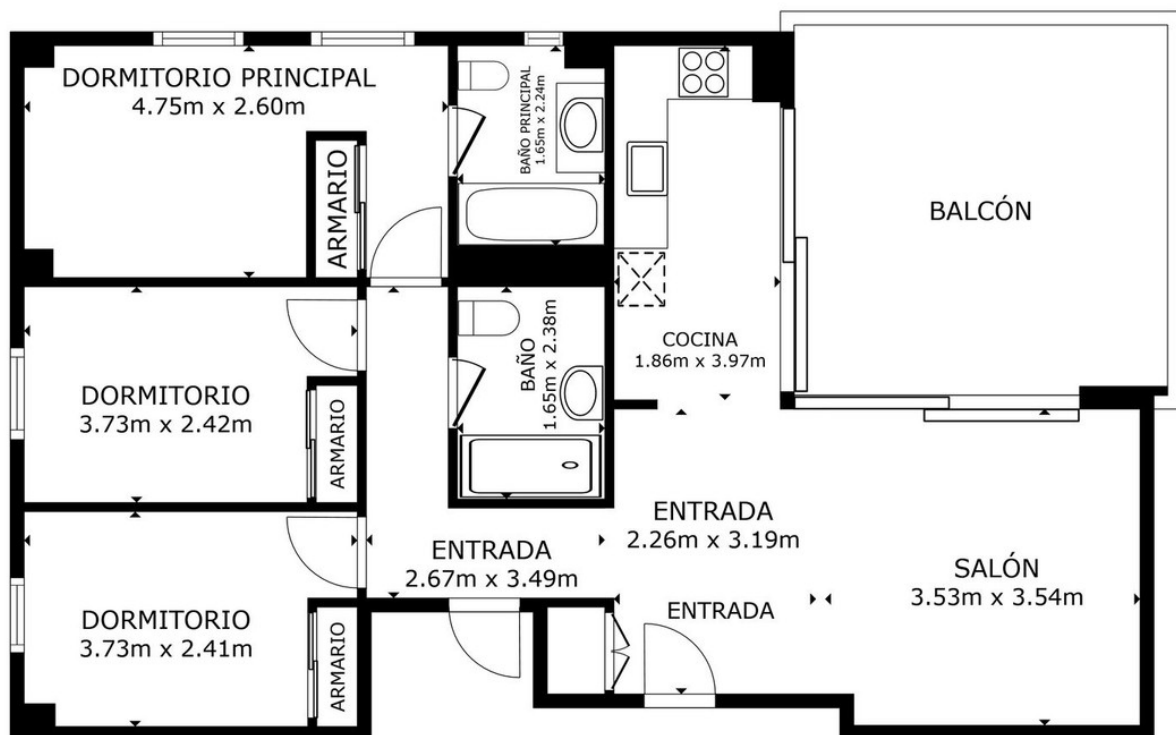 DORMITORIO PRINCIPAL
4.75m x 2.60m
ARMARIO
BAÑO PRINCIPAL
1.65m x 2.24m
BALCÓN
COCINA
1.86m x 3.97m
DORMITORIO
3.73m x 2.42m
ARMARIO
BAÑO
1.65m x 2.38m
ENTRADA
2.67m x 3.49m
ENTRADA
2.26m x 3.19m
ENTRADA
SALÓN
3.53m x 3.54m
DORMITORIO
3.73m x 2.41m
ARMARIO